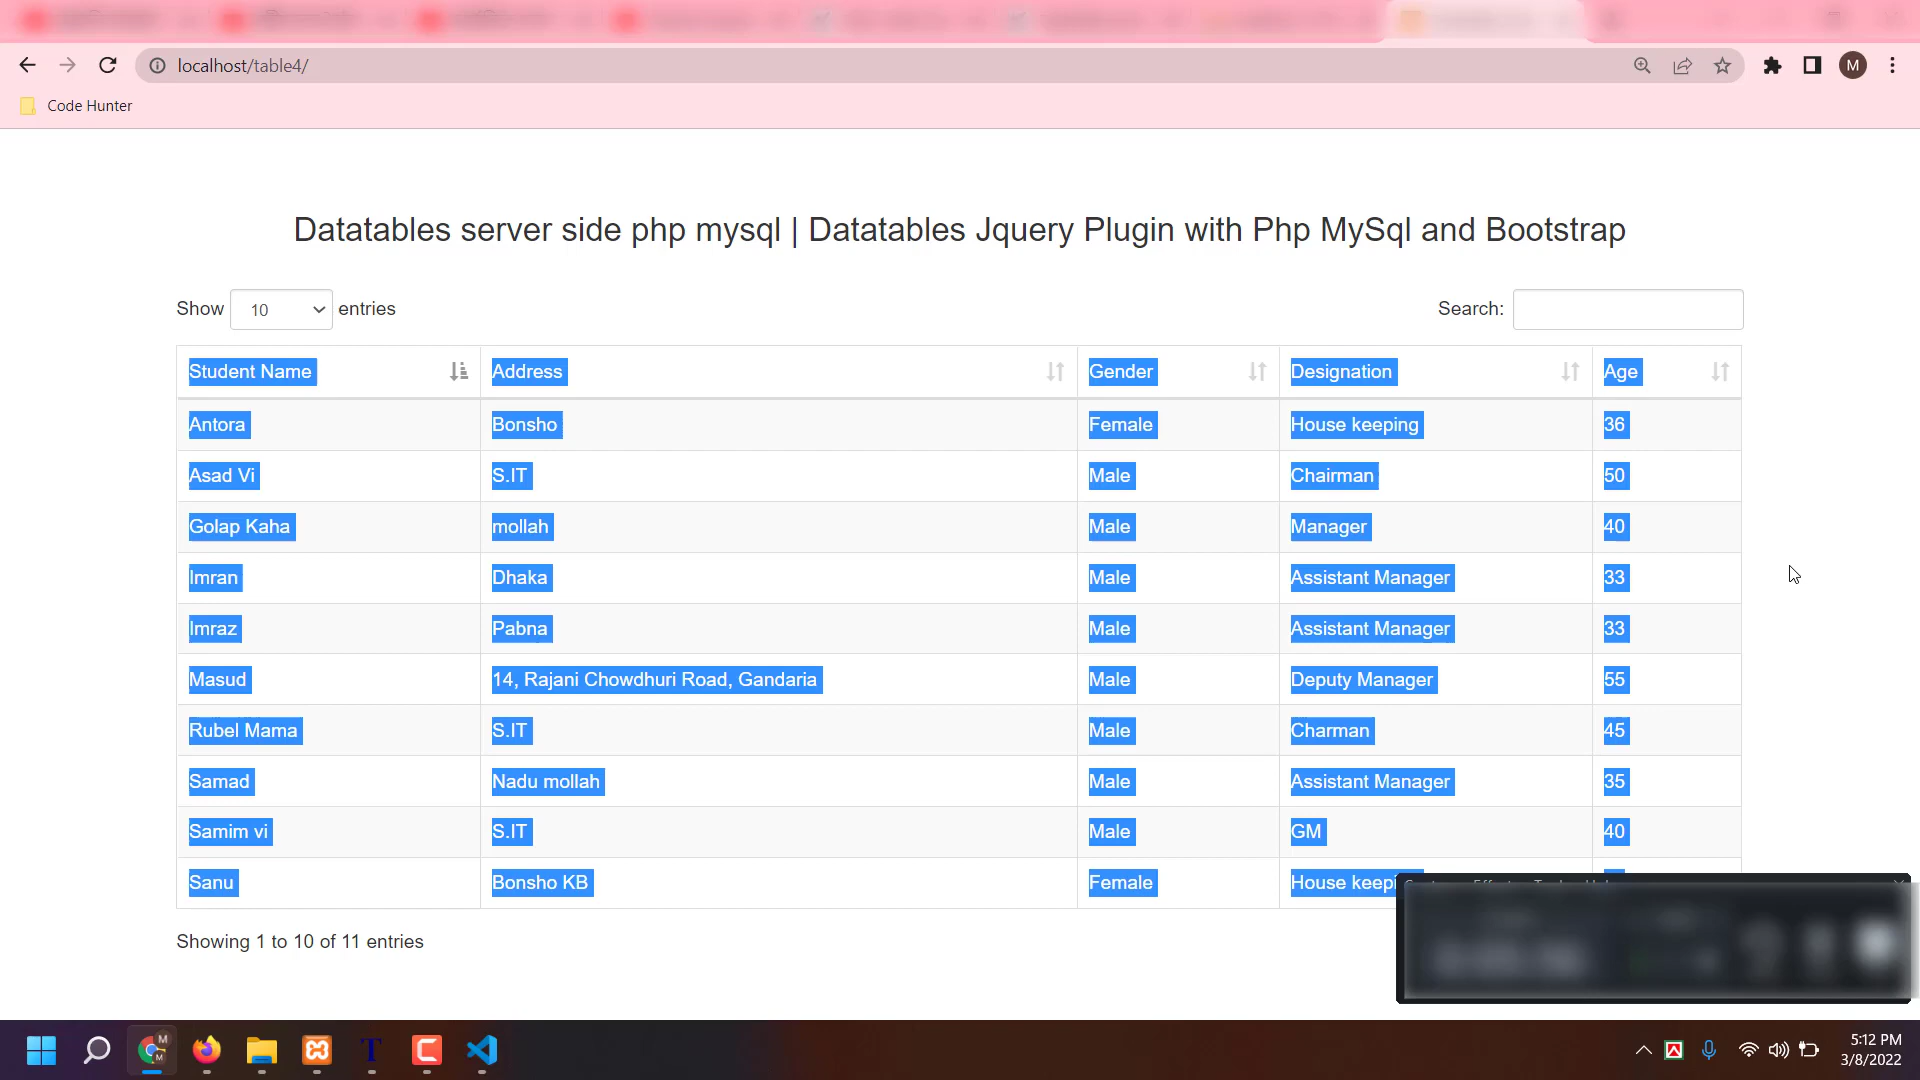 localhost/table4/
M
Code Hunter
Datatables server side php mysql | Datatables Jquery Plugin with Php MySql and Bootstrap
Show 10 entries
Search:
Student Name Address Gender Designation Age
Antora Bonsho Female House keeping 36
Asad Vi S.IT Male Chairman 50
Golap Kaha mollah Male Manager 40
Imran Dhaka Male Assistant Manager 33
Imraz Pabna Male Assistant Manager 33
Masud 14, Rajani Chowdhuri Road, Gandaria Male Deputy Manager 55
Rubel Mama S.IT Male Charman 45
Samad Nadu mollah Male Assistant Manager 35
Samim vi S.IT Male GM 40
Sanu Bonsho KB Female House keepi
Showing 1 to 10 of 11 entries
5:12 PM
3/8/2022